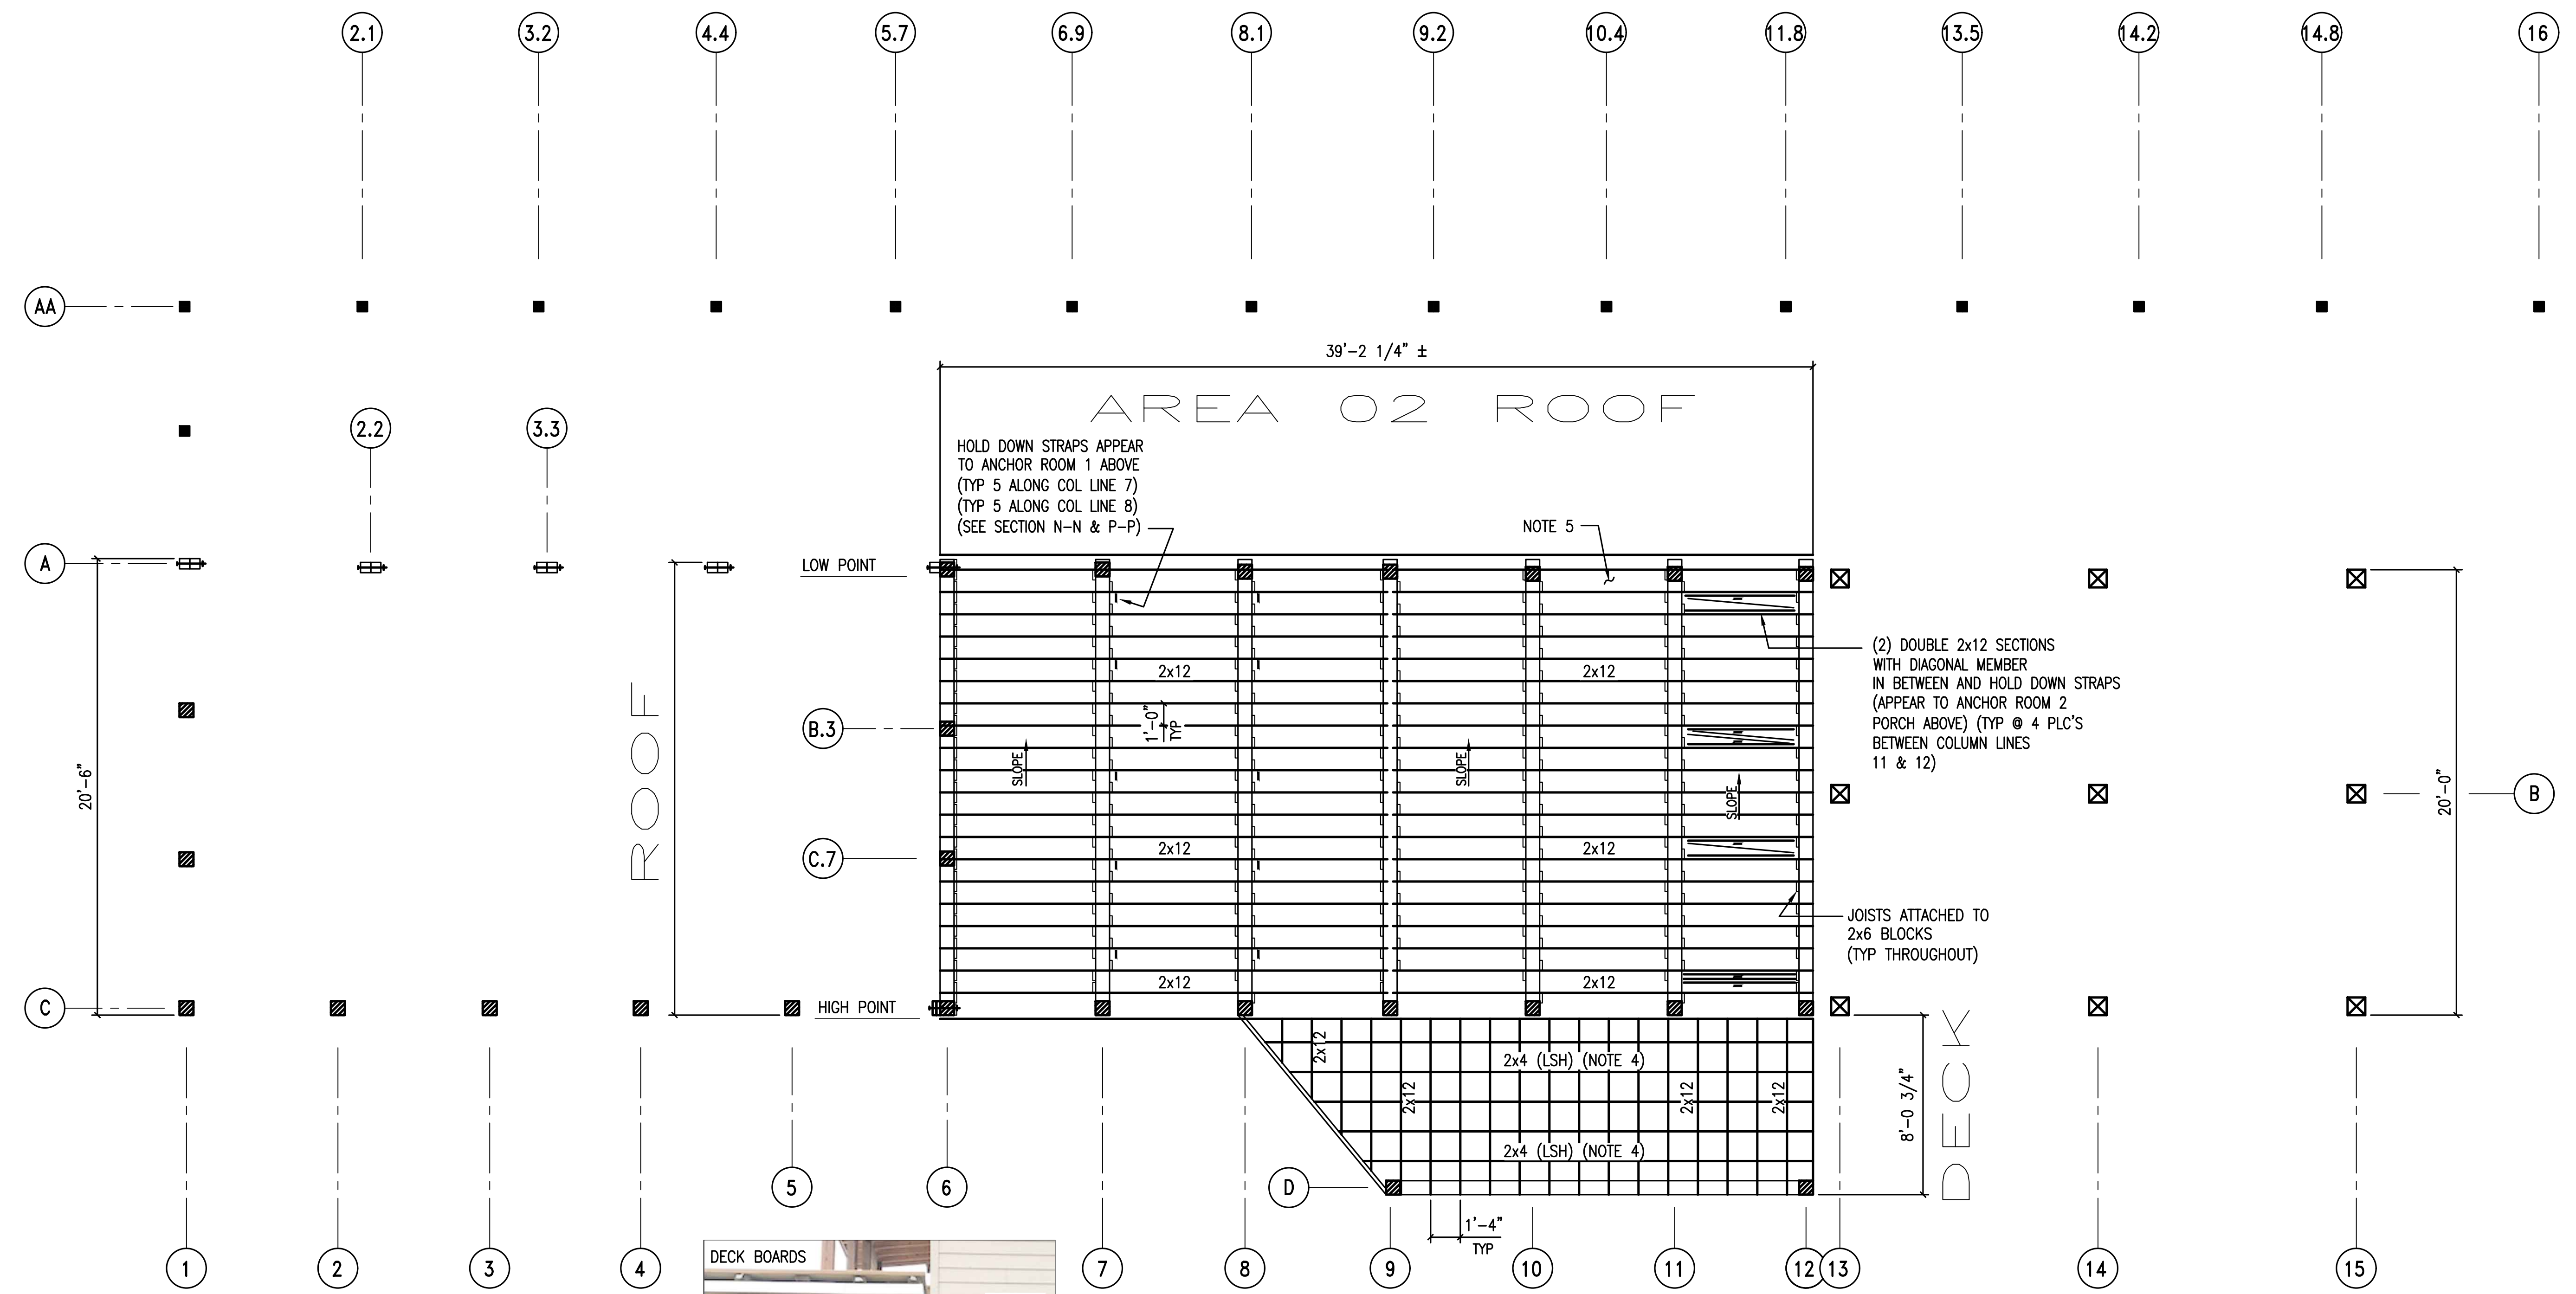 2.1
3.2
4.4
5.7
6.9
8.1
9.2
10.4
11.8
13.5
14.2
14.8
16
AA
39'-2 1/4" ±
AREA 02 ROOF
2.2
3.3
HOLD DOWN STRAPS APPEAR
TO ANCHOR ROOM 1 ABOVE
(TYP 5 ALONG COL LINE 7)
(TYP 5 ALONG COL LINE 8)
(SEE SECTION N-N & P-P)
NOTE 5
A
LOW POINT
(2) DOUBLE 2x12 SECTIONS
WITH DIAGONAL MEMBER
IN BETWEEN AND HOLD DOWN STRAPS
(APPEAR TO ANCHOR ROOM 2
PORCH ABOVE) (TYP @ 4 PLC'S
BETWEEN COLUMN LINES
11 & 12)
2x12
2x12
1'-0"
TYP
B.3
SLOPE
SLOPE
SLOPE
20'-6"
ROOF
20'-0"
B
C.7
2x12
2x12
JOISTS ATTACHED TO
2x6 BLOCKS
(TYP THROUGHOUT)
2x12
2x12
C
HIGH POINT
2x12
2x4 (LSH) (NOTE 4)
2x12
2x12
2x12
2x4 (LSH) (NOTE 4)
8'-0 3/4"
DECK
5
6
D
1'-4"
TYP
DECK BOARDS
1
2
3
4
7
8
9
10
11
12
13
14
15